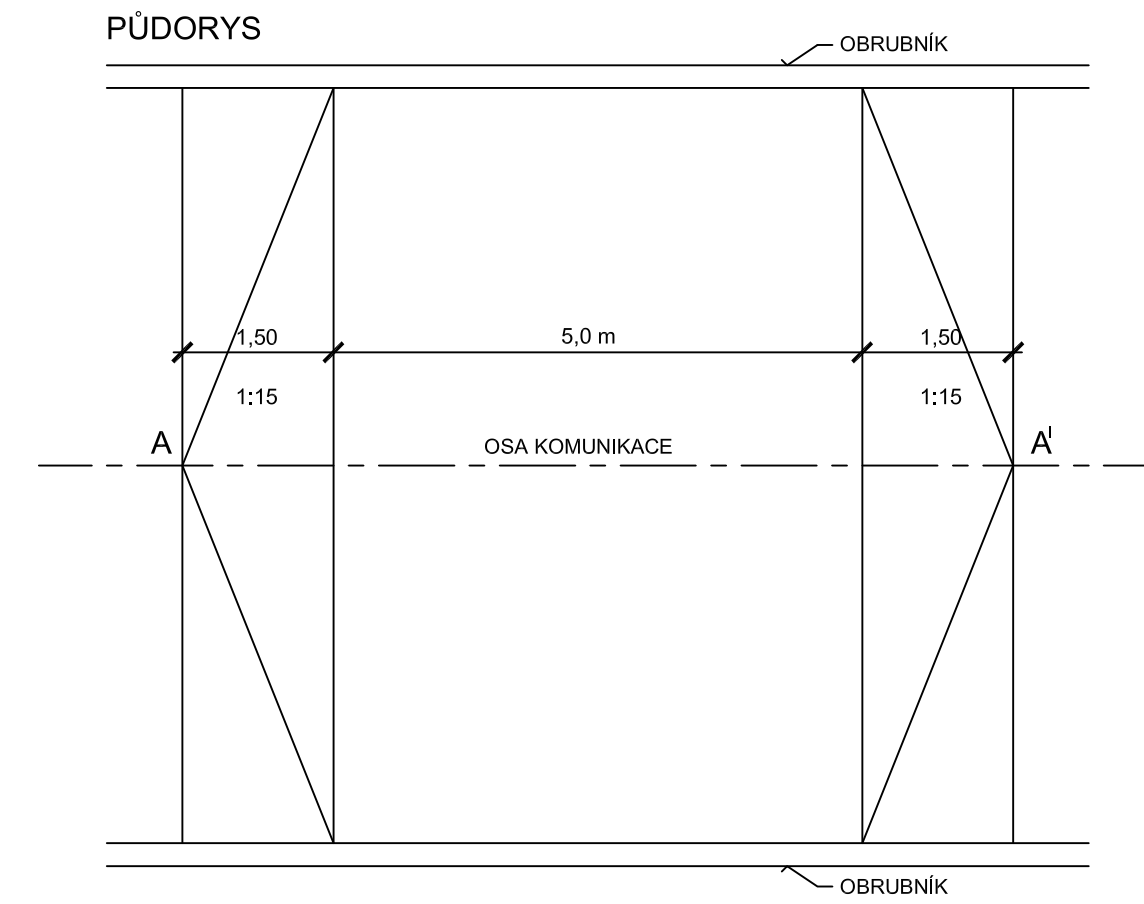 PŮDORYS
OBRUBNÍK
1,50
5,0 m
1,50
1:15
1:15
A
OSA KOMUNIKACE
A'
OBRUBNÍK